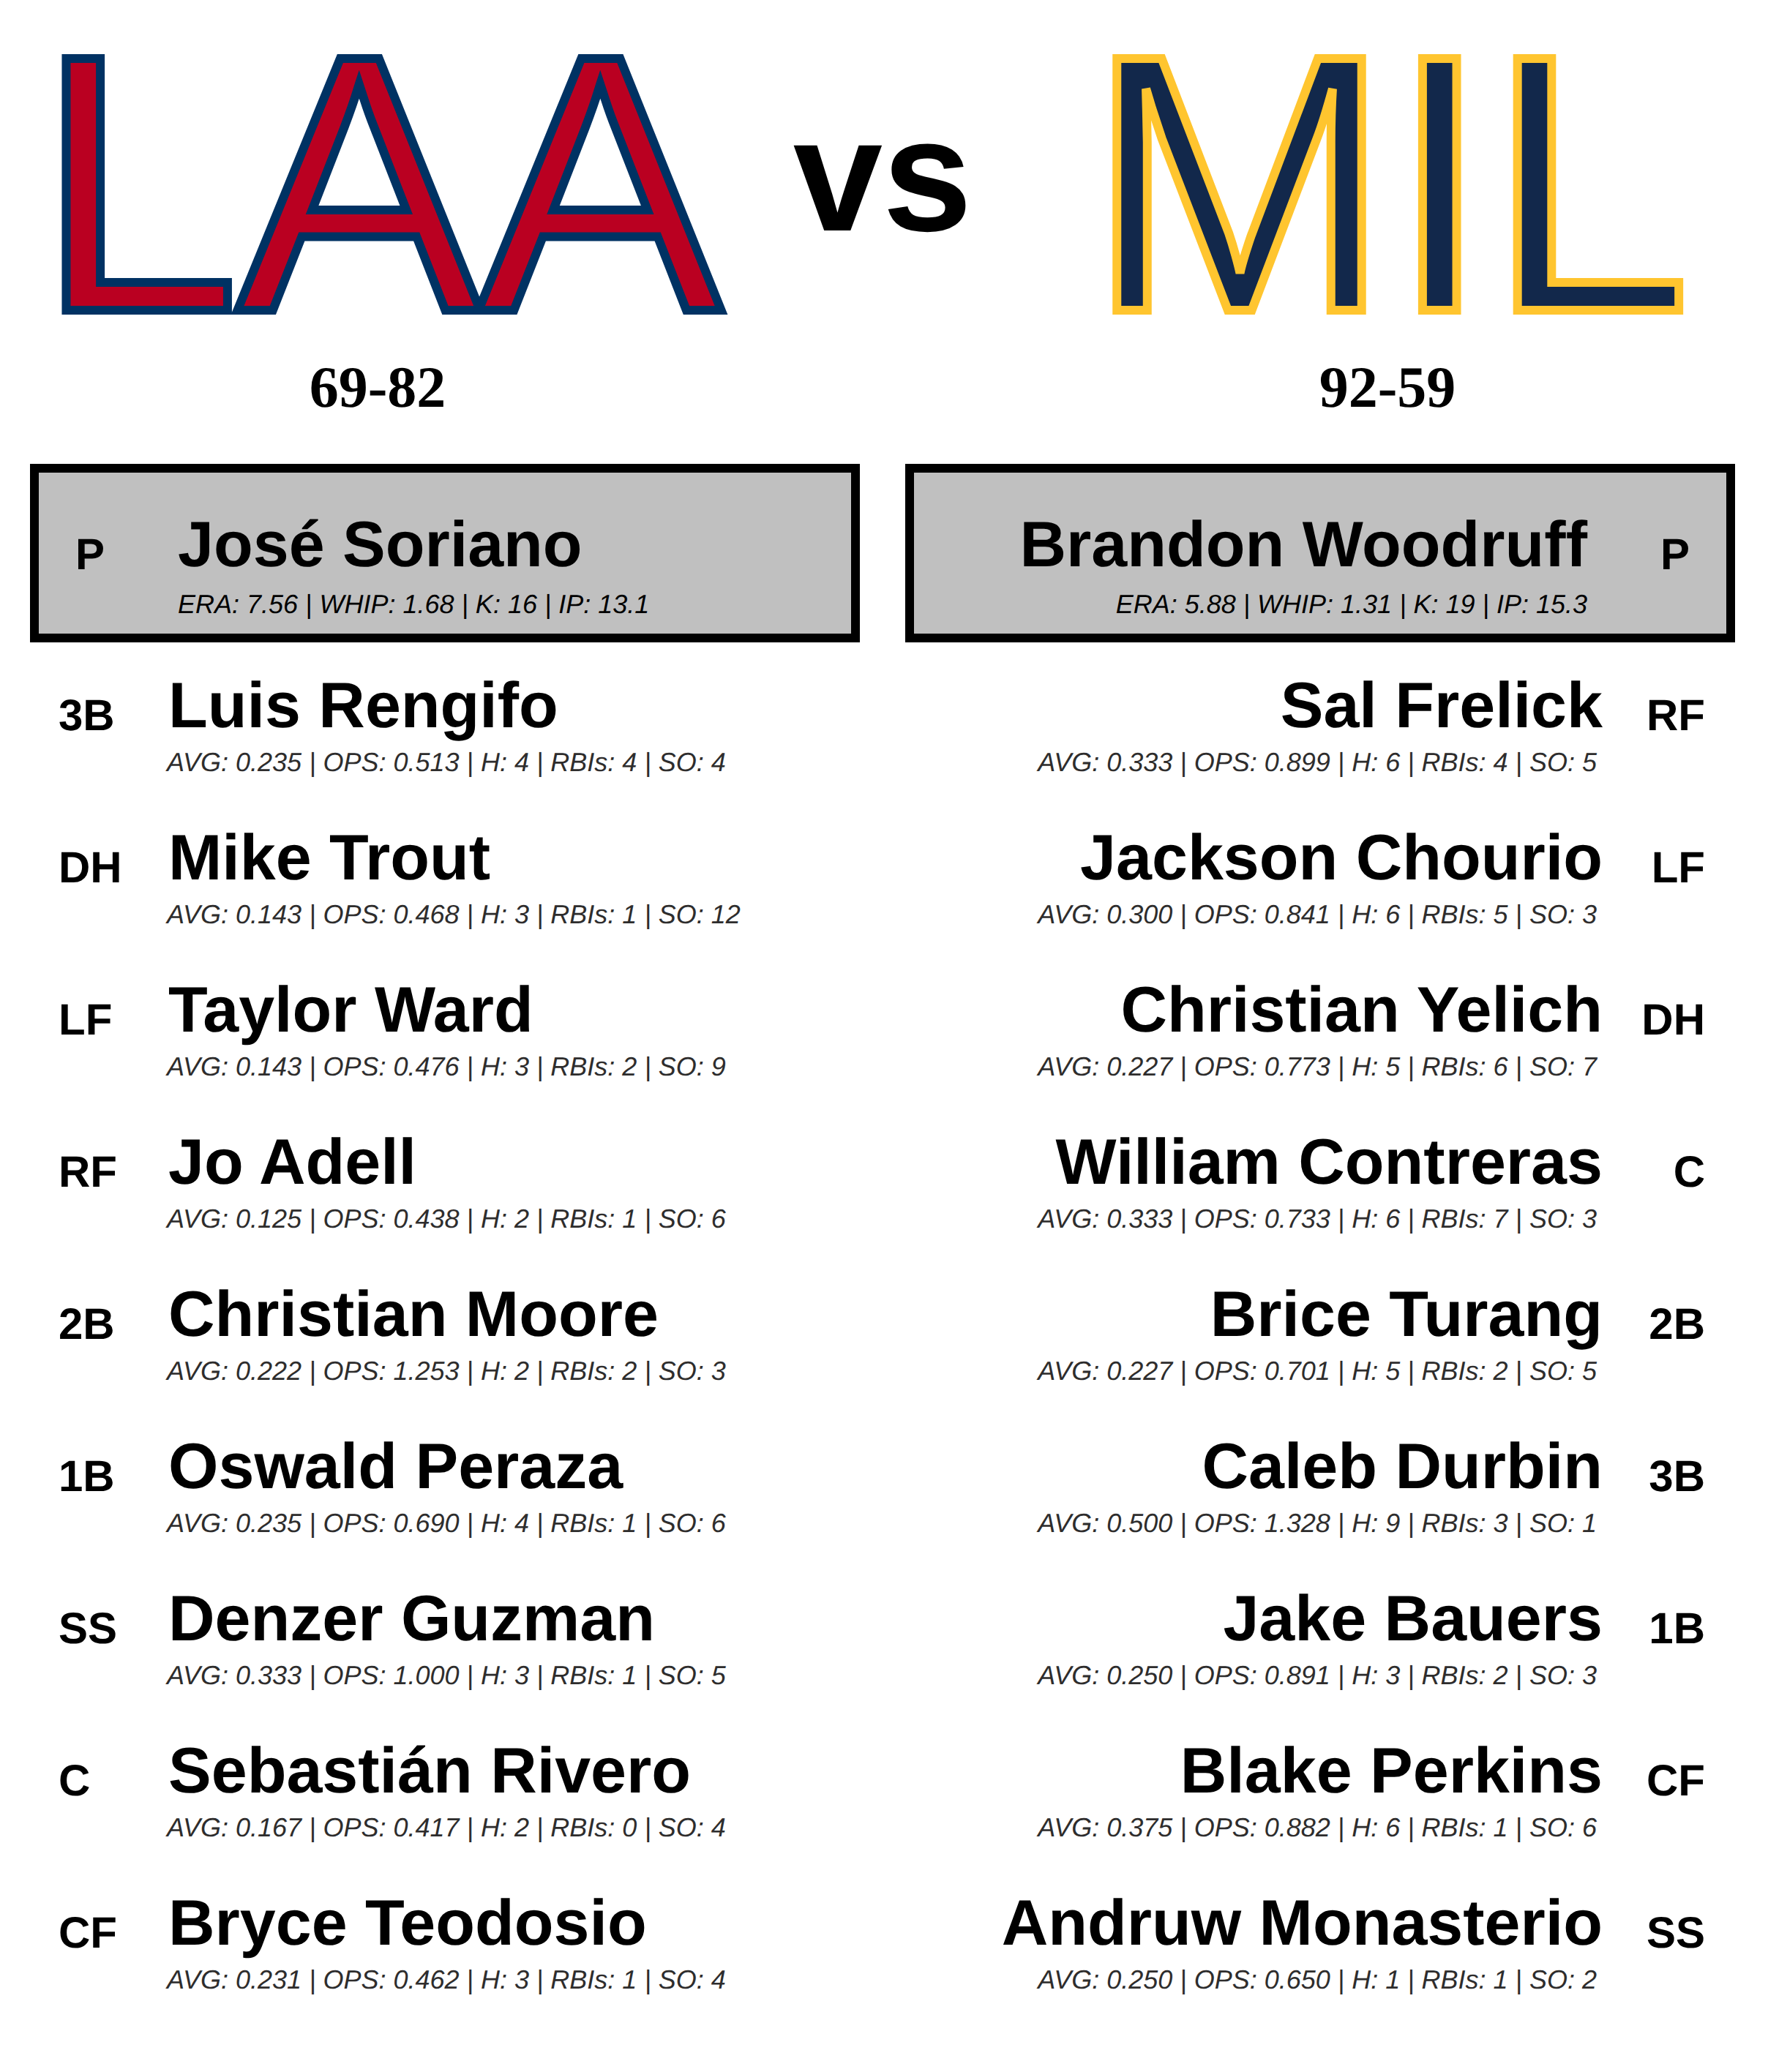 LAA vs MIL
69-82
92-59
P José Soriano
ERA: 7.56 | WHIP: 1.68 | K: 16 | IP: 13.1
3B Luis Rengifo
AVG: 0.235 | OPS: 0.513 | H: 4 | RBIs: 4 | SO: 4
DH Mike Trout
AVG: 0.143 | OPS: 0.468 | H: 3 | RBIs: 1 | SO: 12
LF Taylor Ward
AVG: 0.143 | OPS: 0.476 | H: 3 | RBIs: 2 | SO: 9
RF Jo Adell
AVG: 0.125 | OPS: 0.438 | H: 2 | RBIs: 1 | SO: 6
2B Christian Moore
AVG: 0.222 | OPS: 1.253 | H: 2 | RBIs: 2 | SO: 3
1B Oswald Peraza
AVG: 0.235 | OPS: 0.690 | H: 4 | RBIs: 1 | SO: 6
SS Denzer Guzman
AVG: 0.333 | OPS: 1.000 | H: 3 | RBIs: 1 | SO: 5
C Sebastián Rivero
AVG: 0.167 | OPS: 0.417 | H: 2 | RBIs: 0 | SO: 4
CF Bryce Teodosio
AVG: 0.231 | OPS: 0.462 | H: 3 | RBIs: 1 | SO: 4
Brandon Woodruff P
ERA: 5.88 | WHIP: 1.31 | K: 19 | IP: 15.3
Sal Frelick RF
AVG: 0.333 | OPS: 0.899 | H: 6 | RBIs: 4 | SO: 5
Jackson Chourio LF
AVG: 0.300 | OPS: 0.841 | H: 6 | RBIs: 5 | SO: 3
Christian Yelich DH
AVG: 0.227 | OPS: 0.773 | H: 5 | RBIs: 6 | SO: 7
William Contreras C
AVG: 0.333 | OPS: 0.733 | H: 6 | RBIs: 7 | SO: 3
Brice Turang 2B
AVG: 0.227 | OPS: 0.701 | H: 5 | RBIs: 2 | SO: 5
Caleb Durbin 3B
AVG: 0.500 | OPS: 1.328 | H: 9 | RBIs: 3 | SO: 1
Jake Bauers 1B
AVG: 0.250 | OPS: 0.891 | H: 3 | RBIs: 2 | SO: 3
Blake Perkins CF
AVG: 0.375 | OPS: 0.882 | H: 6 | RBIs: 1 | SO: 6
Andruw Monasterio SS
AVG: 0.250 | OPS: 0.650 | H: 1 | RBIs: 1 | SO: 2